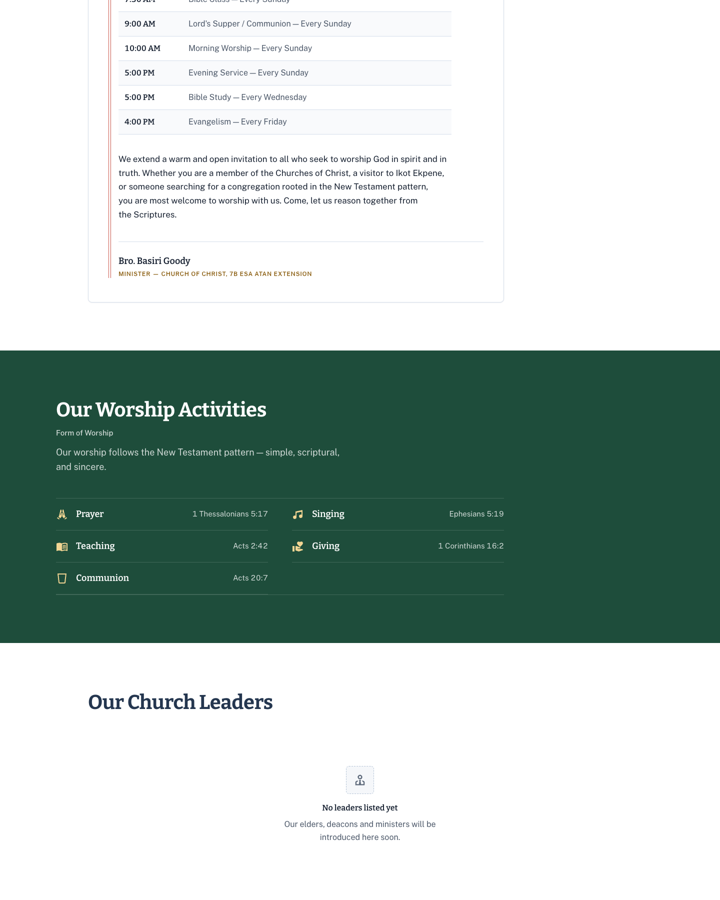 7:30 AM Bible Class — Every Sunday
9:00 AM Lord's Supper / Communion — Every Sunday
10:00 AM Morning Worship — Every Sunday
5:00 PM Evening Service — Every Sunday
5:00 PM Bible Study — Every Wednesday
4:00 PM Evangelism — Every Friday
We extend a warm and open invitation to all who seek to worship God in spirit and in
truth. Whether you are a member of the Churches of Christ, a visitor to Ikot Ekpene,
or someone searching for a congregation rooted in the New Testament pattern,
you are most welcome to worship with us. Come, let us reason together from
the Scriptures.
Bro. Basiri Goody
MINISTER — CHURCH OF CHRIST, 7B ESA ATAN EXTENSION
Our Worship Activities
Form of Worship
Our worship follows the New Testament pattern — simple, scriptural,
and sincere.
Prayer 1 Thessalonians 5:17
Singing Ephesians 5:19
Teaching Acts 2:42
Giving 1 Corinthians 16:2
Communion Acts 20:7
Our Church Leaders
No leaders listed yet
Our elders, deacons and ministers will be
introduced here soon.